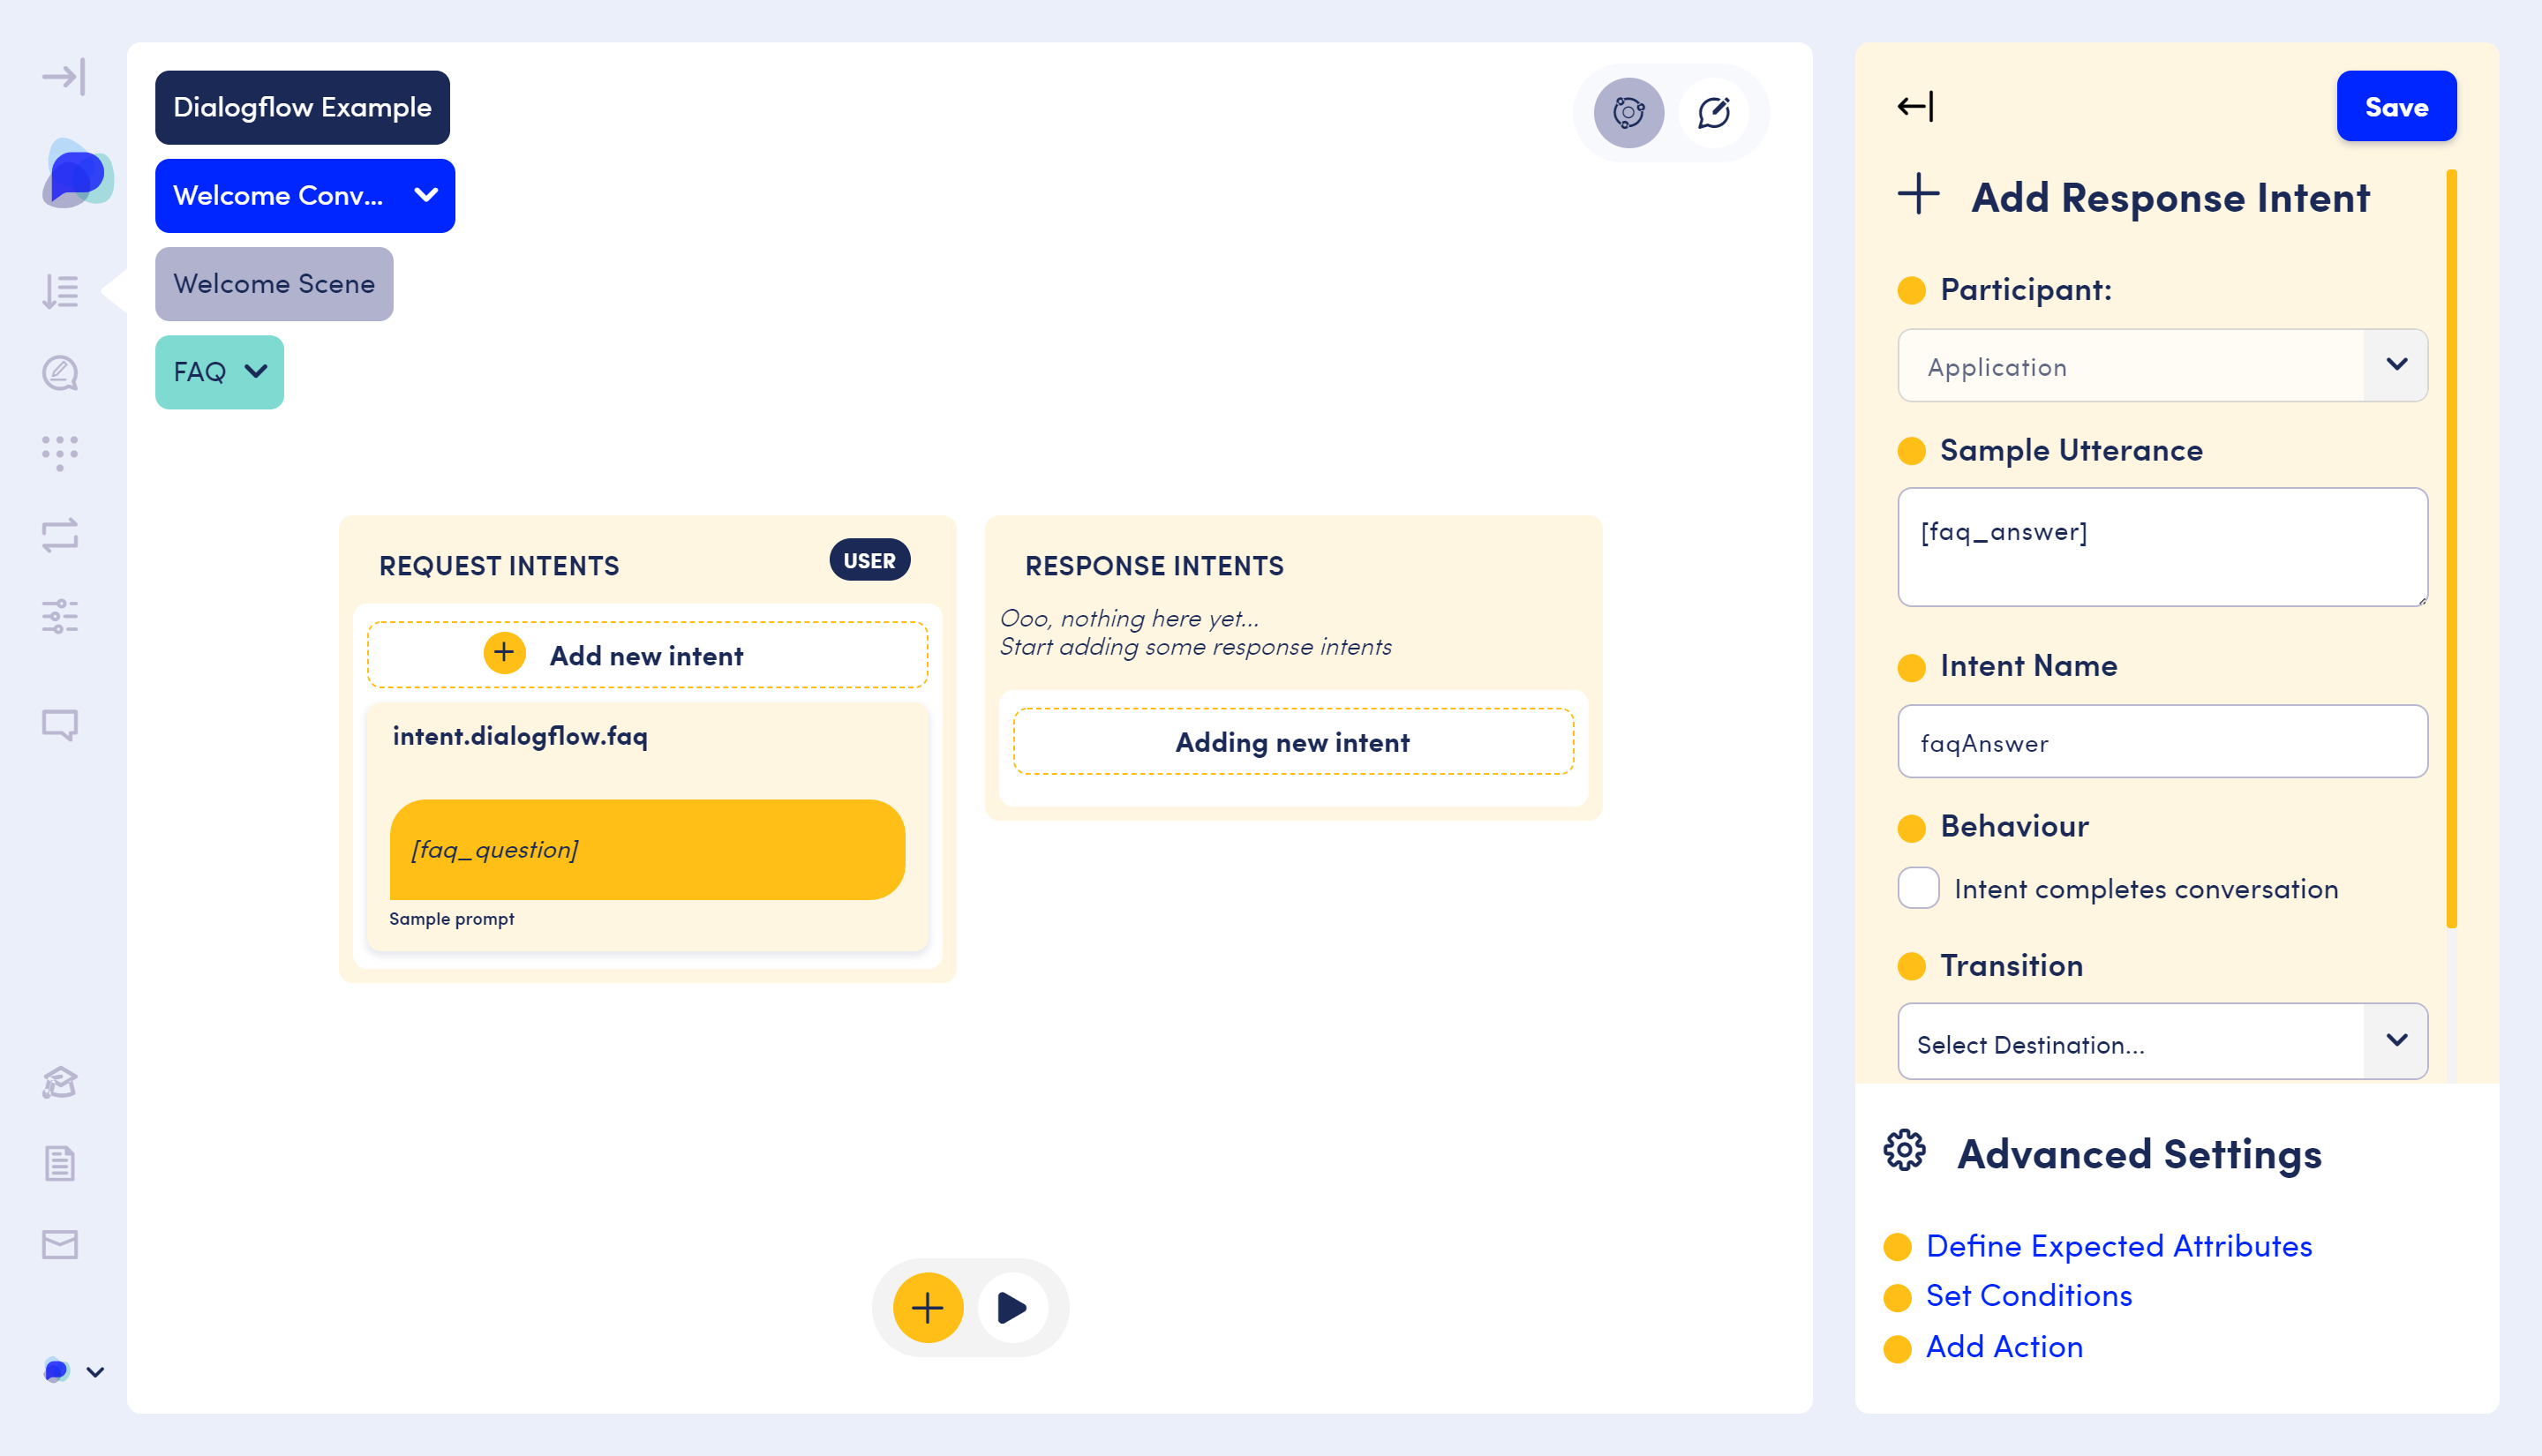 Dialogflow Example
Welcome Conv...
Welcome Scene
FAQ
REQUEST INTENTS
USER
Add new intent
intent.dialogflow.faq
[faq_question]
Sample prompt
RESPONSE INTENTS
Ooo, nothing here yet...
Start adding some response intents
Adding new intent
Save
Add Response Intent
Participant:
Application
Sample Utterance
[faq_answer]
Intent Name
faqAnswer
Behaviour
Intent completes conversation
Transition
Select Destination...
Advanced Settings
Define Expected Attributes
Set Conditions
Add Action